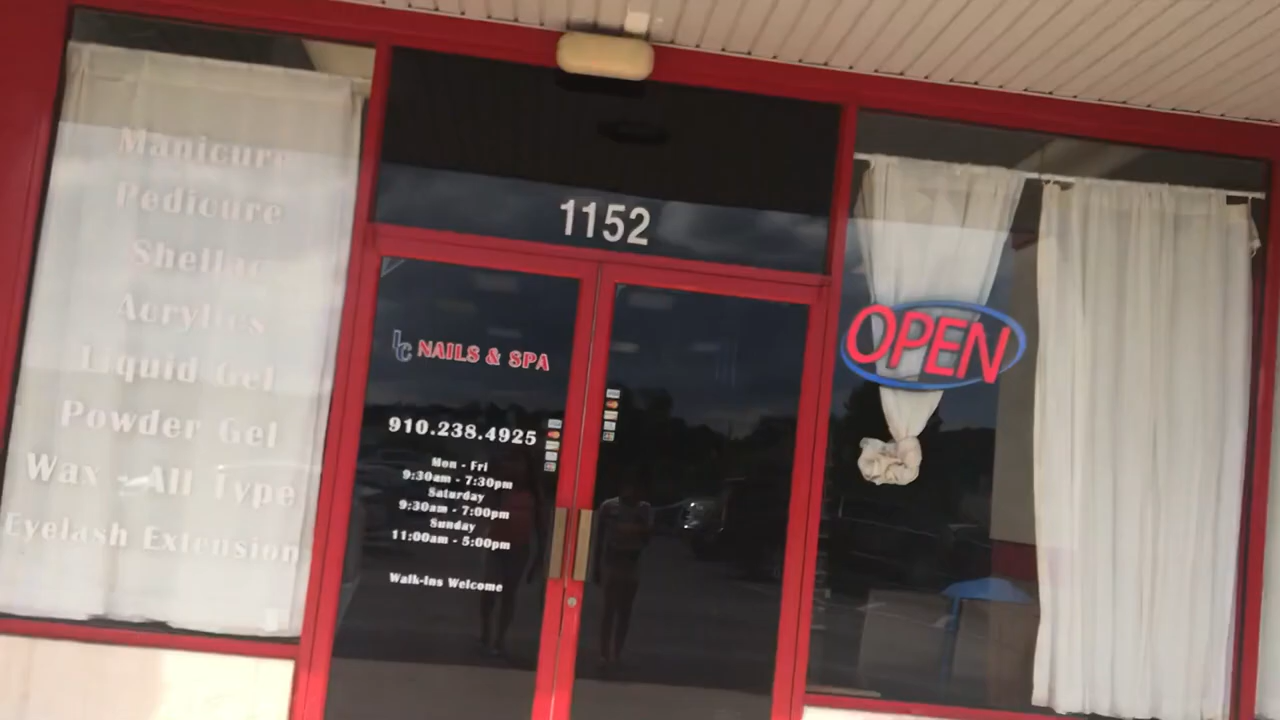 Manicure
Pedicure
Shellac
Acrylics
Liquid Gel
Powder Gel
Wax - All Type
Eyelash Extension
1152
LC NAILS & SPA
910.238.4925
Mon - Fri
9:30am - 7:30pm
Saturday
9:30am - 7:00pm
Sunday
11:00am - 5:00pm
Walk-Ins Welcome
OPEN